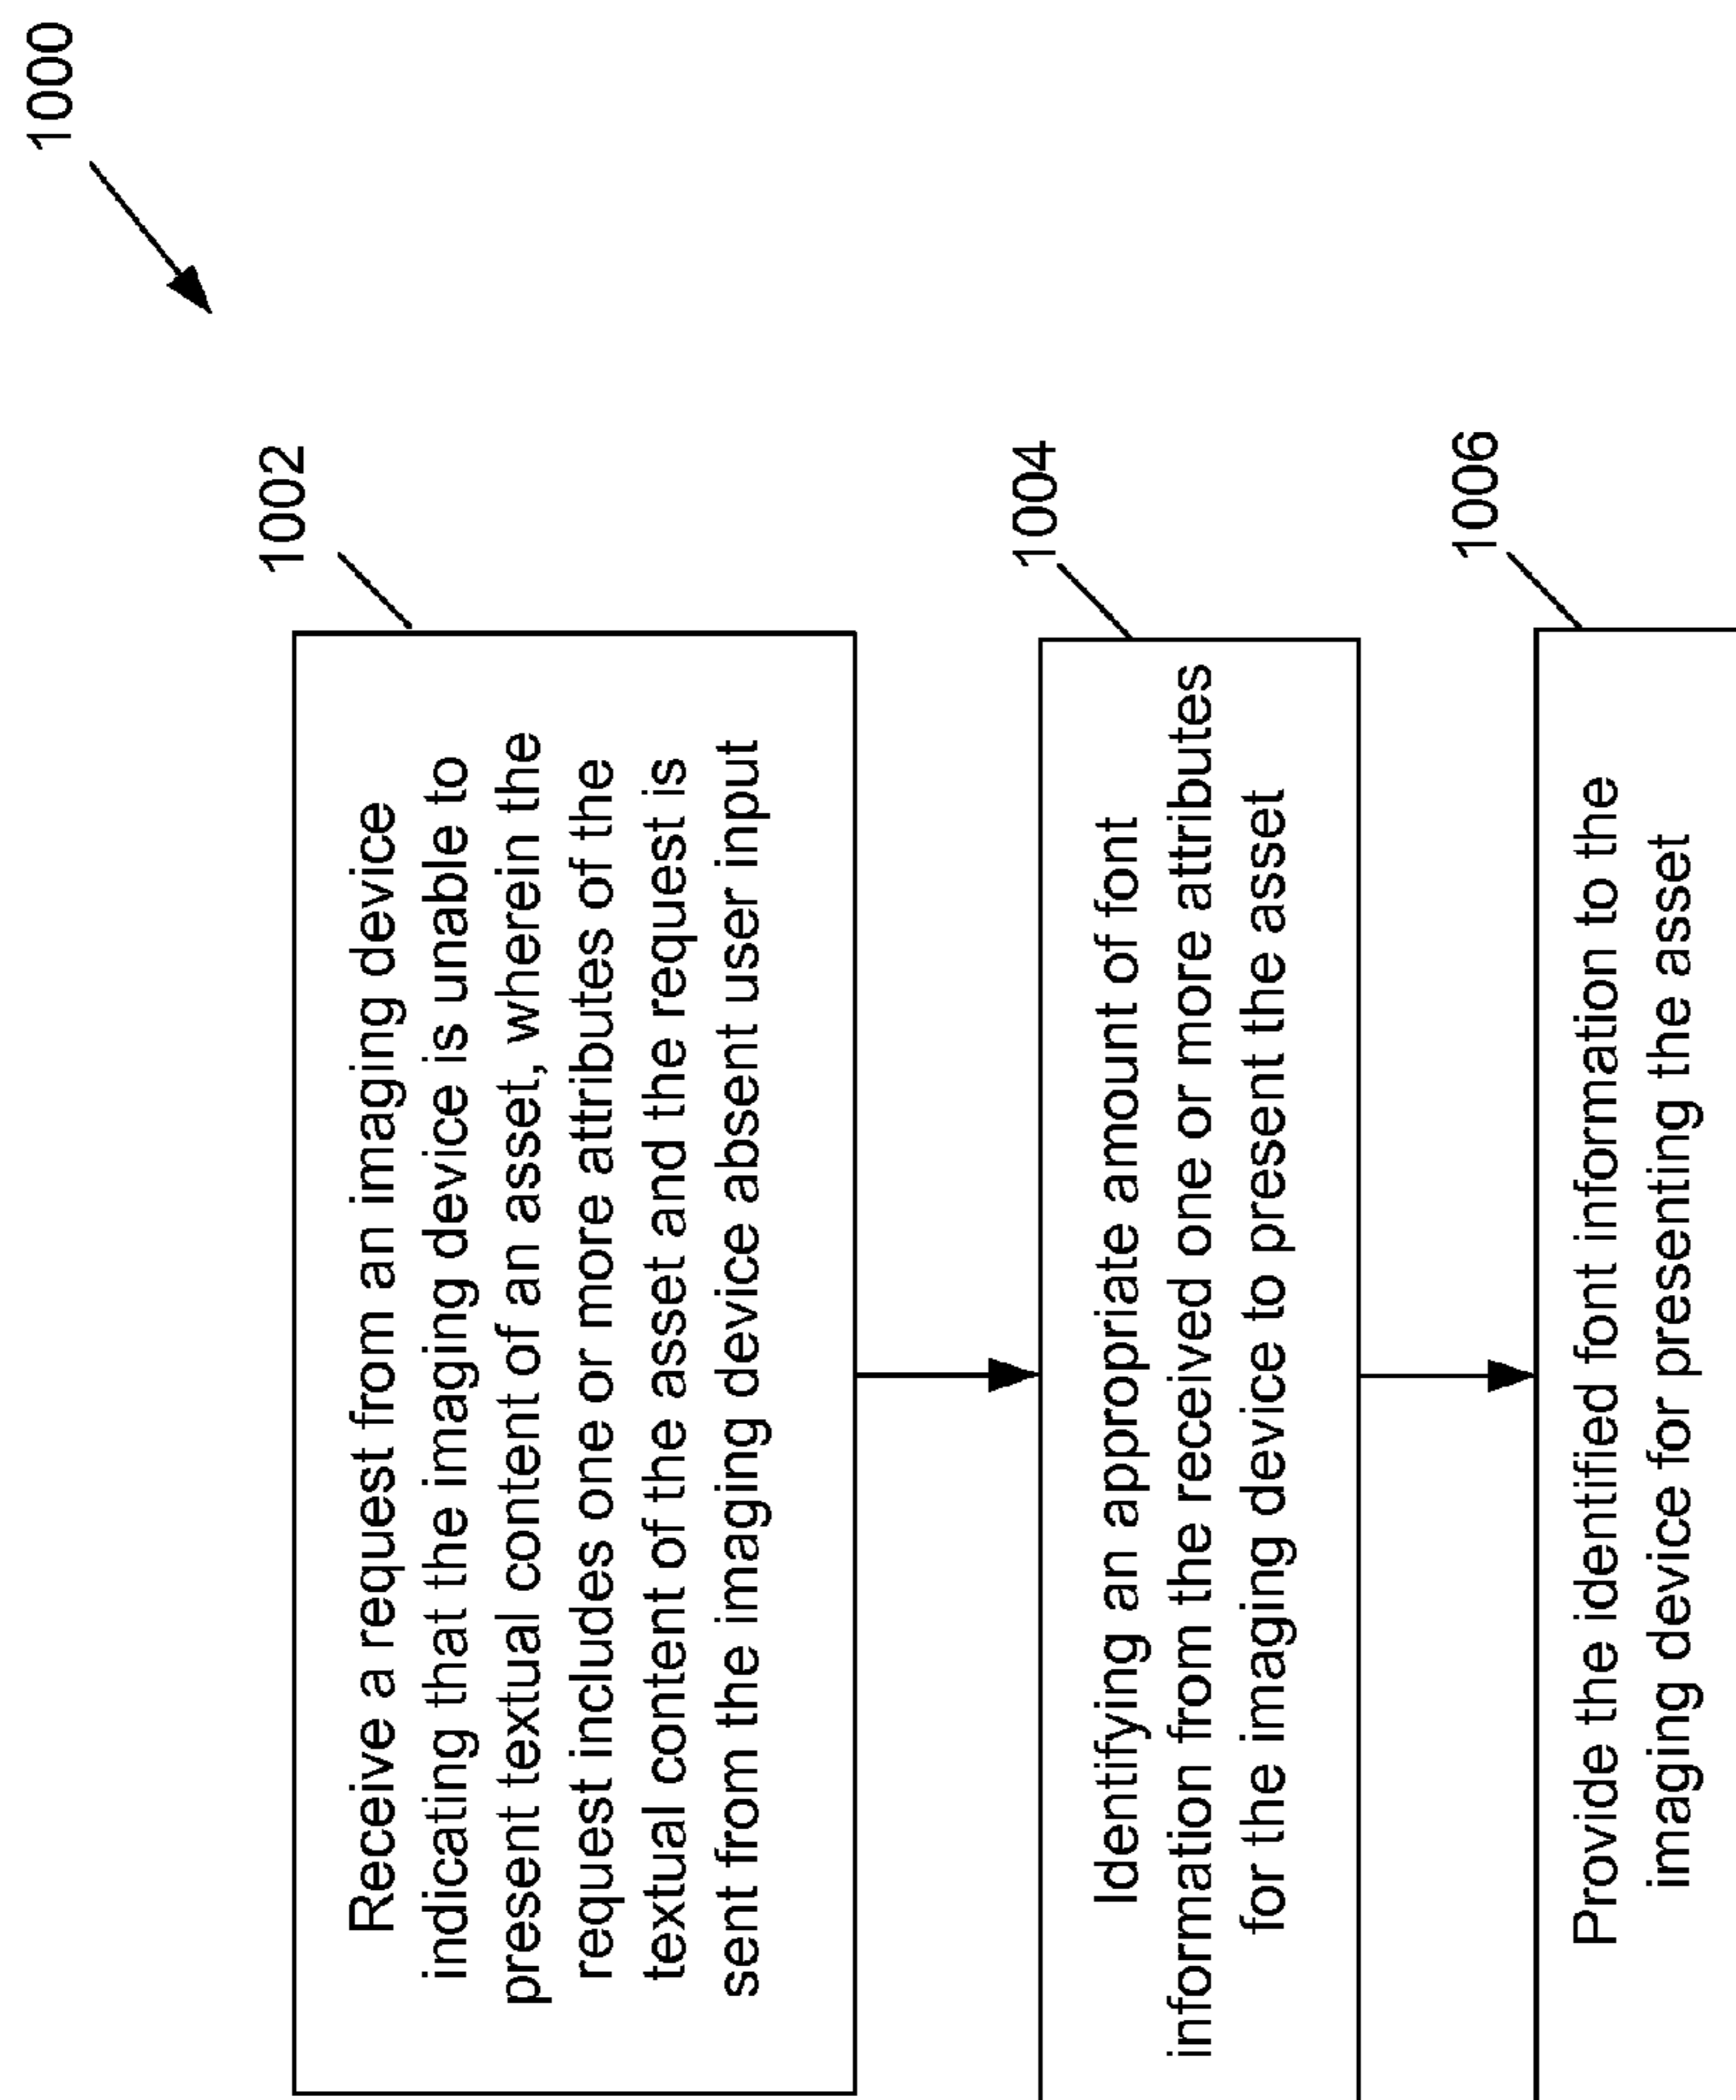 1000
1002
Receive a request from an imaging device
indicating that the imaging device is unable to
present textual content of an asset, wherein the
request includes one or more attributes of the
textual content of the asset and the request is
sent from the imaging device absent user input
1004
Identifying an appropriate amount of font
information from the received one or more attributes
for the imaging device to present the asset
1006
Provide the identified font information to the
imaging device for presenting the asset